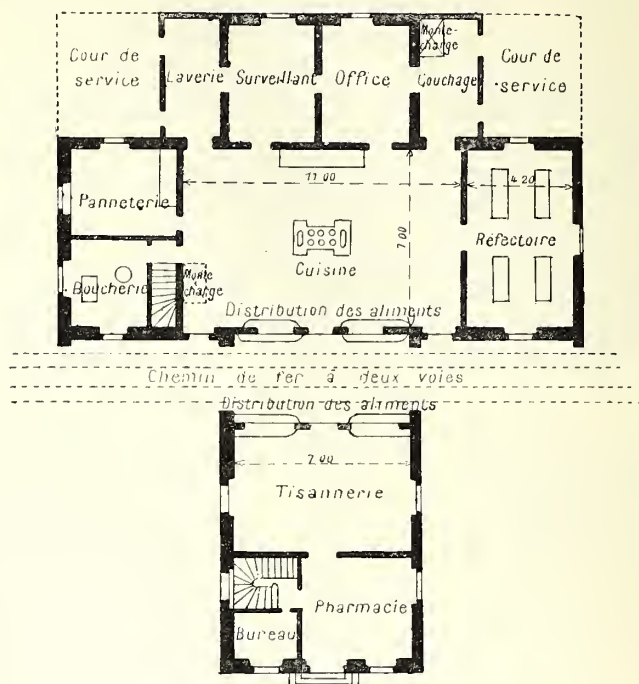 Monte-
charge
Cour de
service
Laverie
Surveillant
Office
Couchage
Cour de
service
11.00
4.20
Panneterie
7.00
Réfectoire
Cuisine
Boucherie
Monte
charge
Distribution des aliments
Chemin de fer à deux voies
Distribution des aliments
7.00
Tisannerie
Pharmacie
Bureau